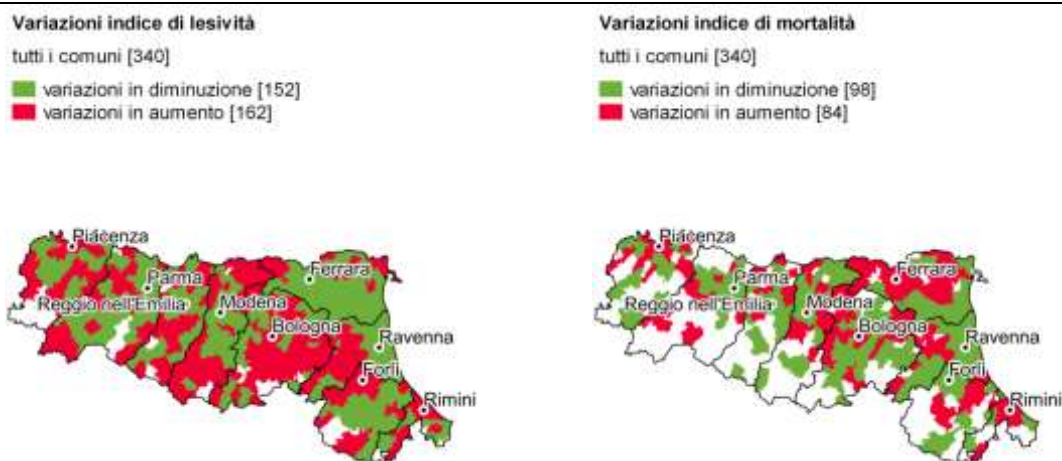 Variazioni indice di lesività
tutti i comuni [340]
variazioni in diminuzione [152]
variazioni in aumento [162]
Piacenza
Parma
Ferrara
Reggio nell'Emilia
Modena
Bologna
Ravenna
Forlì
Rimini
Variazioni indice di mortalità
tutti i comuni [340]
variazioni in diminuzione [98]
variazioni in aumento [84]
Piacenza
Parma
Ferrara
Reggio nell'Emilia
Modena
Bologna
Ravenna
Forlì
Rimini